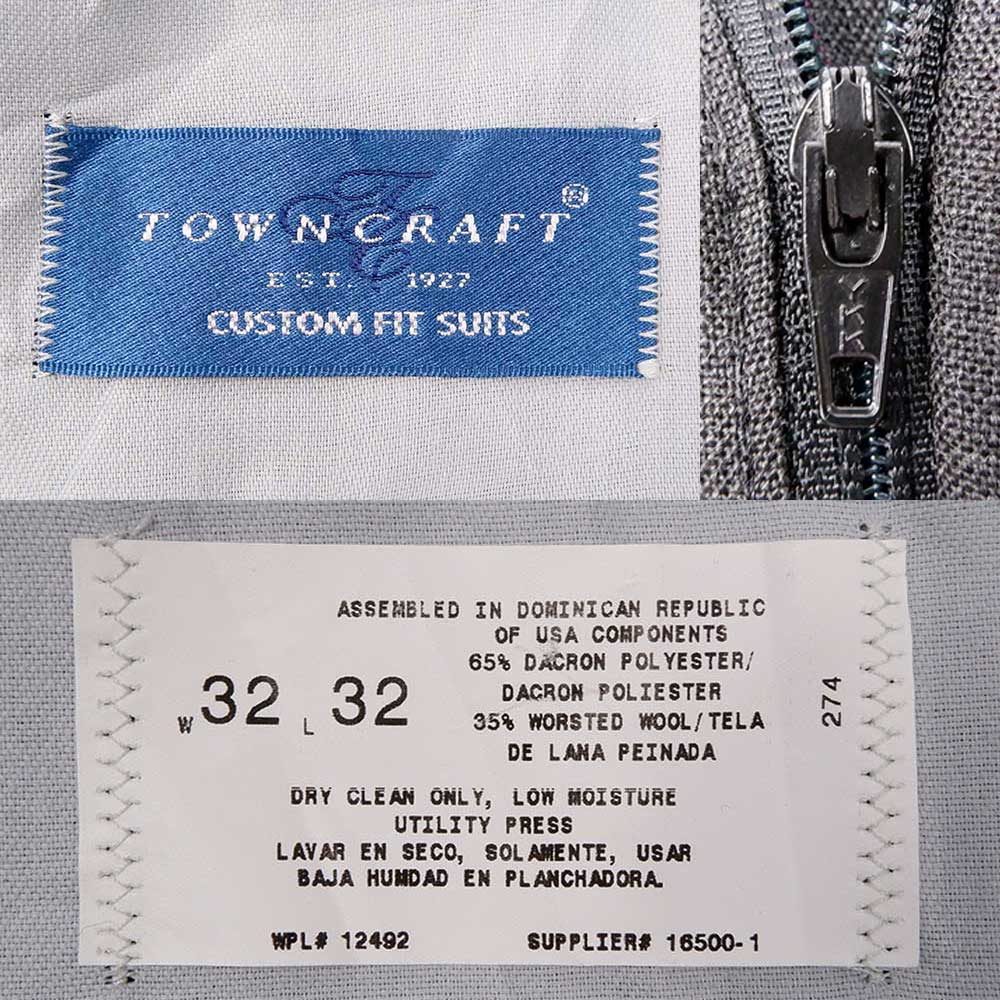 TOWNCRAFT®
EST. 1927
CUSTOM FIT SUITS
YKK
ASSEMBLED IN DOMINICAN REPUBLIC
OF USA COMPONENTS
65% DACRON POLYESTER/
DACRON POLIESTER
35% WORSTED WOOL/TELA
DE LANA PEINADA
W 32 L 32
274
DRY CLEAN ONLY, LOW MOISTURE
UTILITY PRESS
LAVAR EN SECO, SOLAMENTE, USAR
BAJA HUMDAD EN PLANCHADORA.
WPL# 12492 SUPPLIER# 16500-1